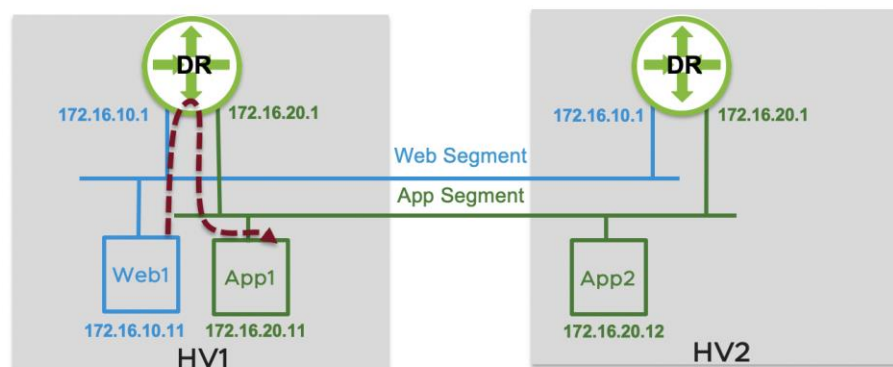 DR
DR
172.16.10.1
172.16.20.1
172.16.10.1
172.16.20.1
Web Segment
App Segment
Web1
App1
App2
172.16.10.11
172.16.20.11
172.16.20.12
HV1
HV2